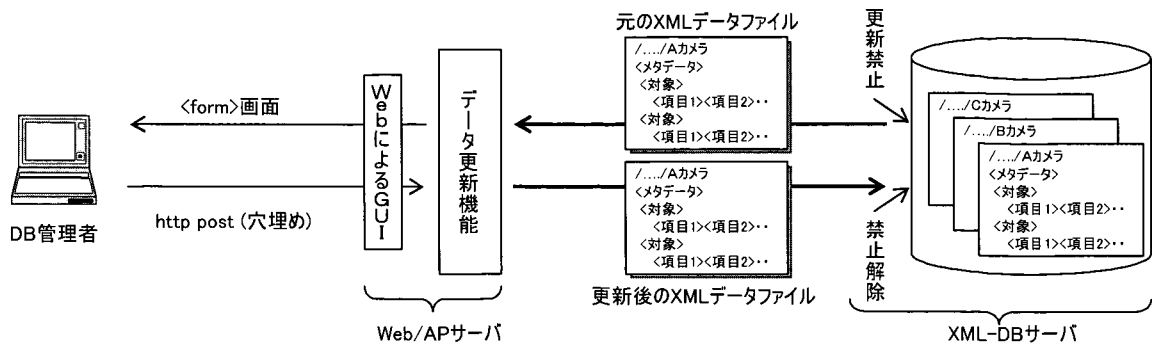 元のXMLデータファイル
/..../Aカメラ
<メタデータ>
<対象>
<項目1><項目2>・・
<対象>
<項目1><項目2>・・
更新禁止
<form>画面
WebによるGUI
データ更新機能
/..../Cカメラ
/..../Bカメラ
/..../Aカメラ
<メタデータ>
<対象>
<項目1><項目2>・・
<対象>
<項目1><項目2>・・
/..../Aカメラ
<メタデータ>
<対象>
<項目1><項目2>・・
<対象>
<項目1><項目2>・・
http post (穴埋め)
DB管理者
禁止解除
更新後のXMLデータファイル
Web/APサーバ
XML-DBサーバ